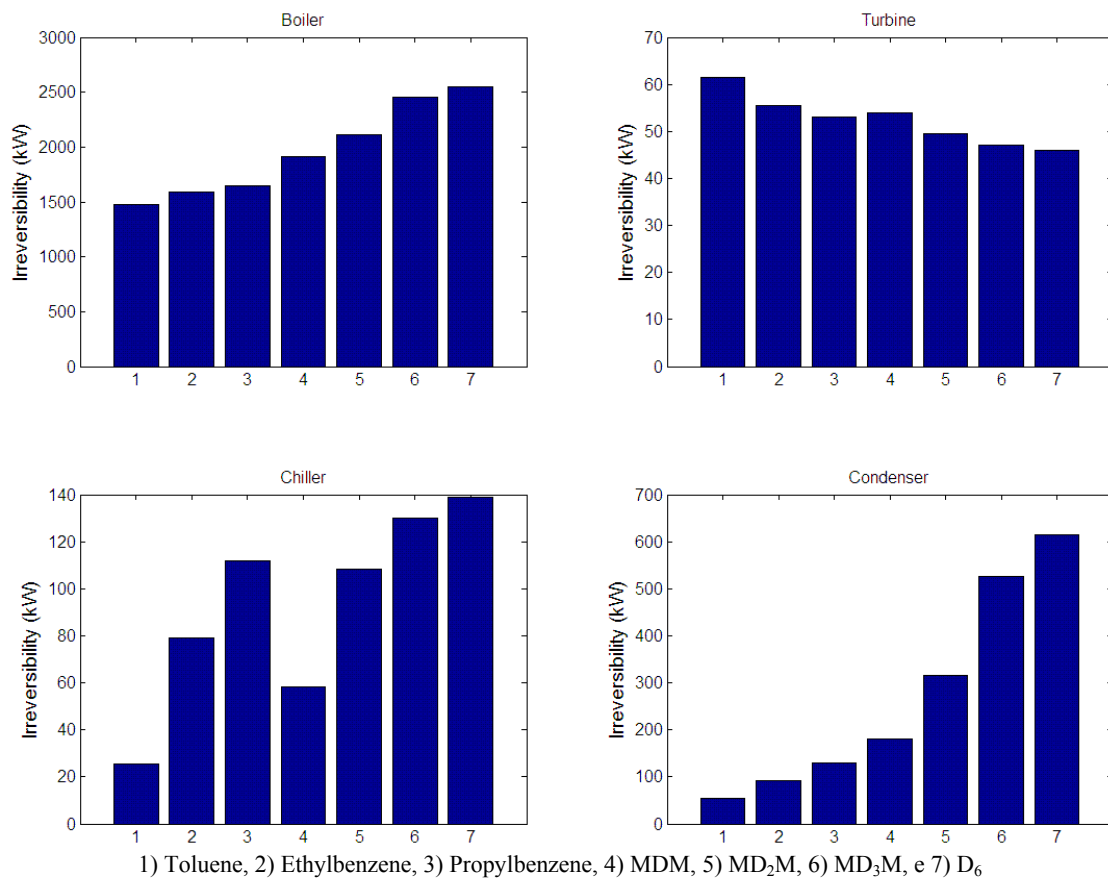 Boiler
Irreversibility (kW)
3000
2500
2000
1500
1000
500
0
1 2 3 4 5 6 7
Turbine
Irreversibility (kW)
70
60
50
40
30
20
10
0
1 2 3 4 5 6 7
Chiller
Irreversibility (kW)
140
120
100
80
60
40
20
0
1 2 3 4 5 6 7
Condenser
Irreversibility (kW)
700
600
500
400
300
200
100
0
1 2 3 4 5 6 7
1) Toluene, 2) Ethylbenzene, 3) Propylbenzene, 4) MDM, 5) MD₂M, 6) MD₃M, e 7) D₆